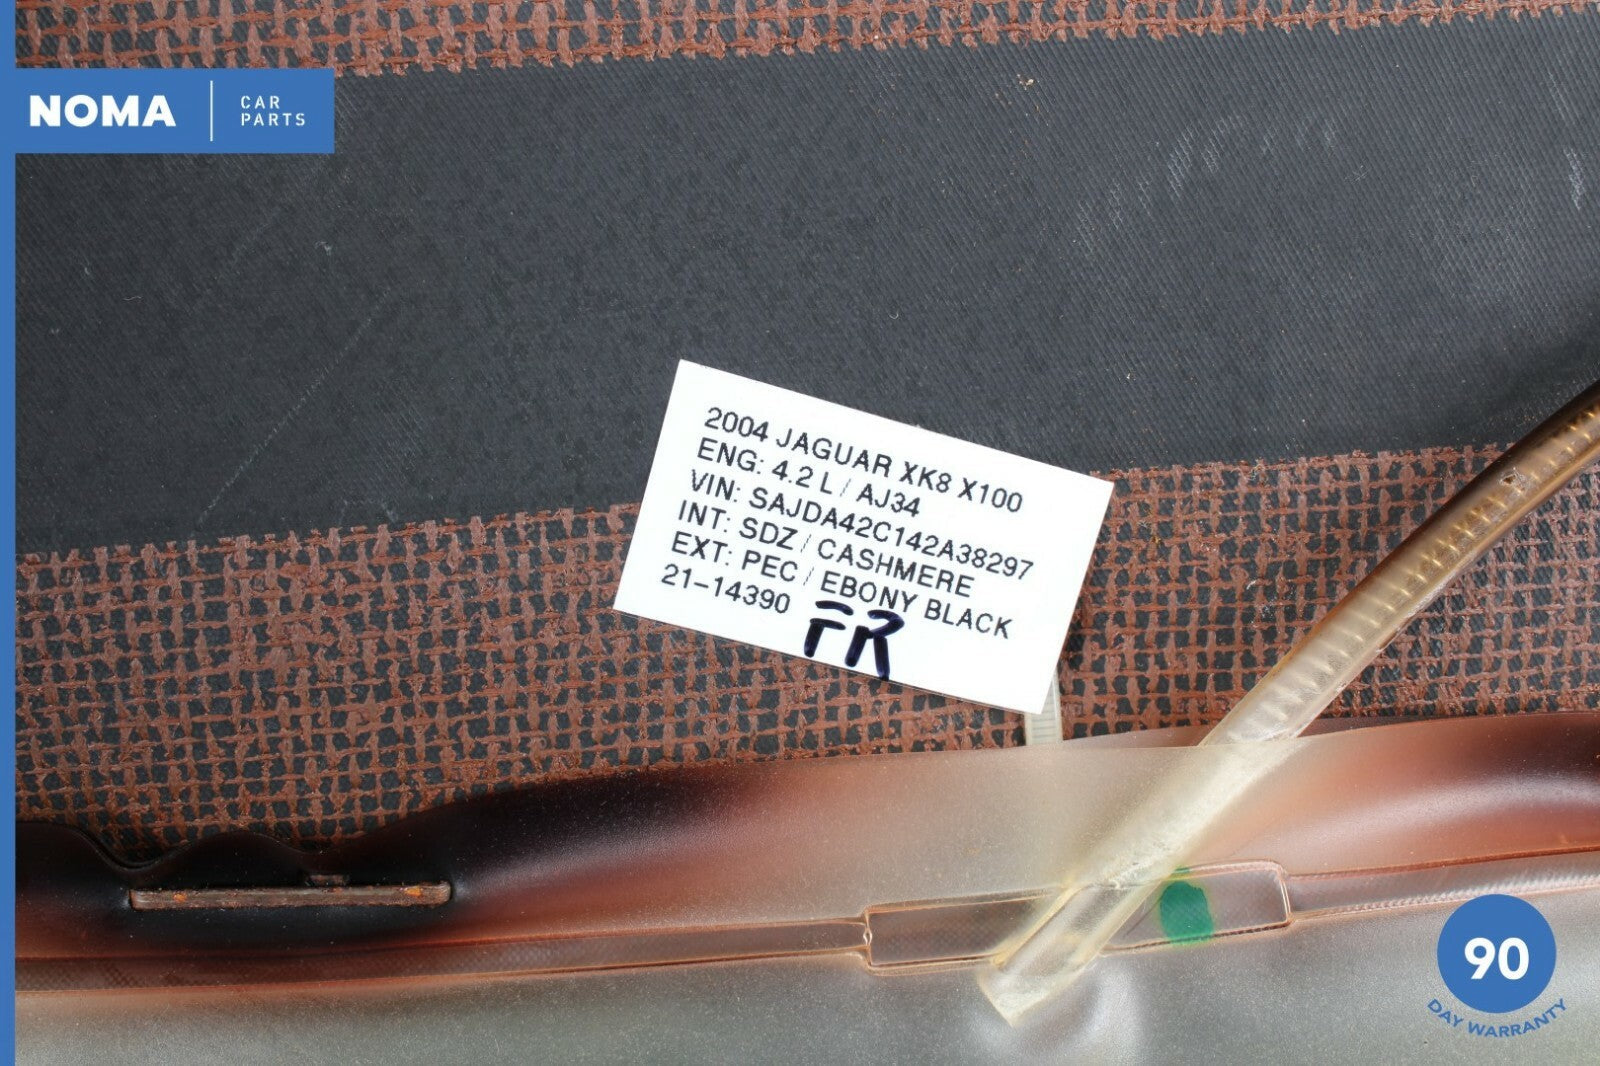 NOMA
CAR
PARTS
2004 JAGUAR XK8 X100
ENG: 4.2 L / AJ34
VIN: SAJDA42C142A38297
INT: SDZ / CASHMERE
EXT: PEC / EBONY BLACK
21-14390
FR
90
DAY WARRANTY